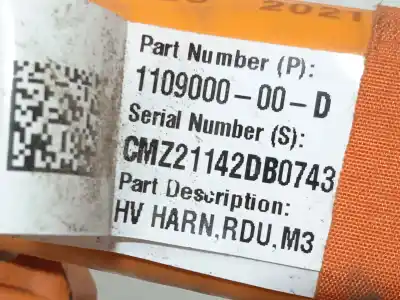 2021
Part Number (P):
1109000-00-D
Serial Number (S):
CMZ21142DB0743
Part Description:
HV HARN,RDU,M3